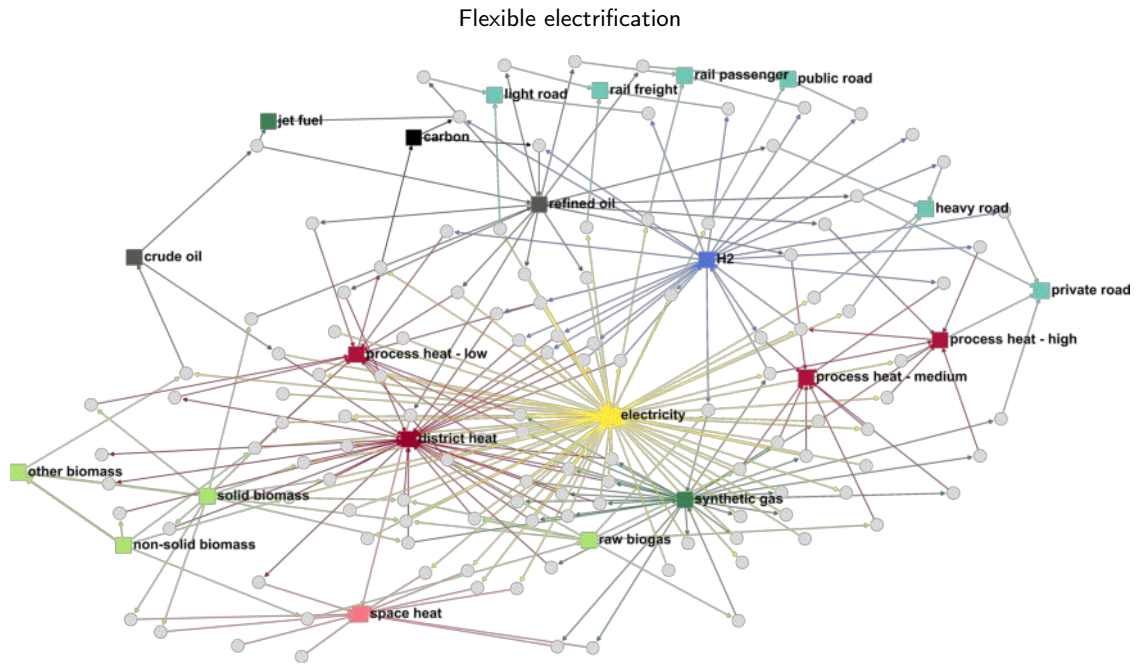 Flexible electrification
rail passenger
public road
light road
rail freight
jet fuel
carbon
refined oil
heavy road
crude oil
H2
private road
process heat - high
process heat - low
process heat - medium
electricity
district heat
other biomass
solid biomass
synthetic gas
non-solid biomass
raw biogas
space heat